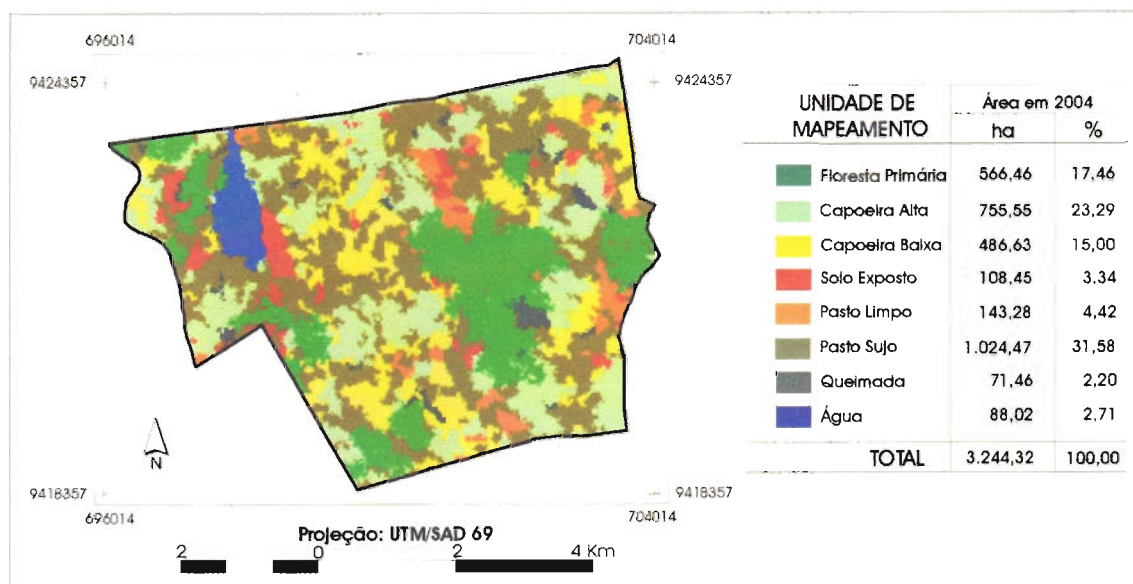 696014 704014
9424357 9424357
UNIDADE DE MAPEAMENTO Área em 2004
ha %
Floresta Primária 566,46 17,46
Capoeira Alta 755,55 23,29
Capoeira Baixa 486,63 15,00
Solo Exposto 108,45 3,34
Pasto Limpo 143,28 4,42
Pasto Sujo 1.024,47 31,58
Queimada 71,46 2,20
Água 88,02 2,71
TOTAL 3.244,32 100,00
N
9418357 9418357
696014 704014
Projeção: UTM/SAD 69
2 0 2 4 Km